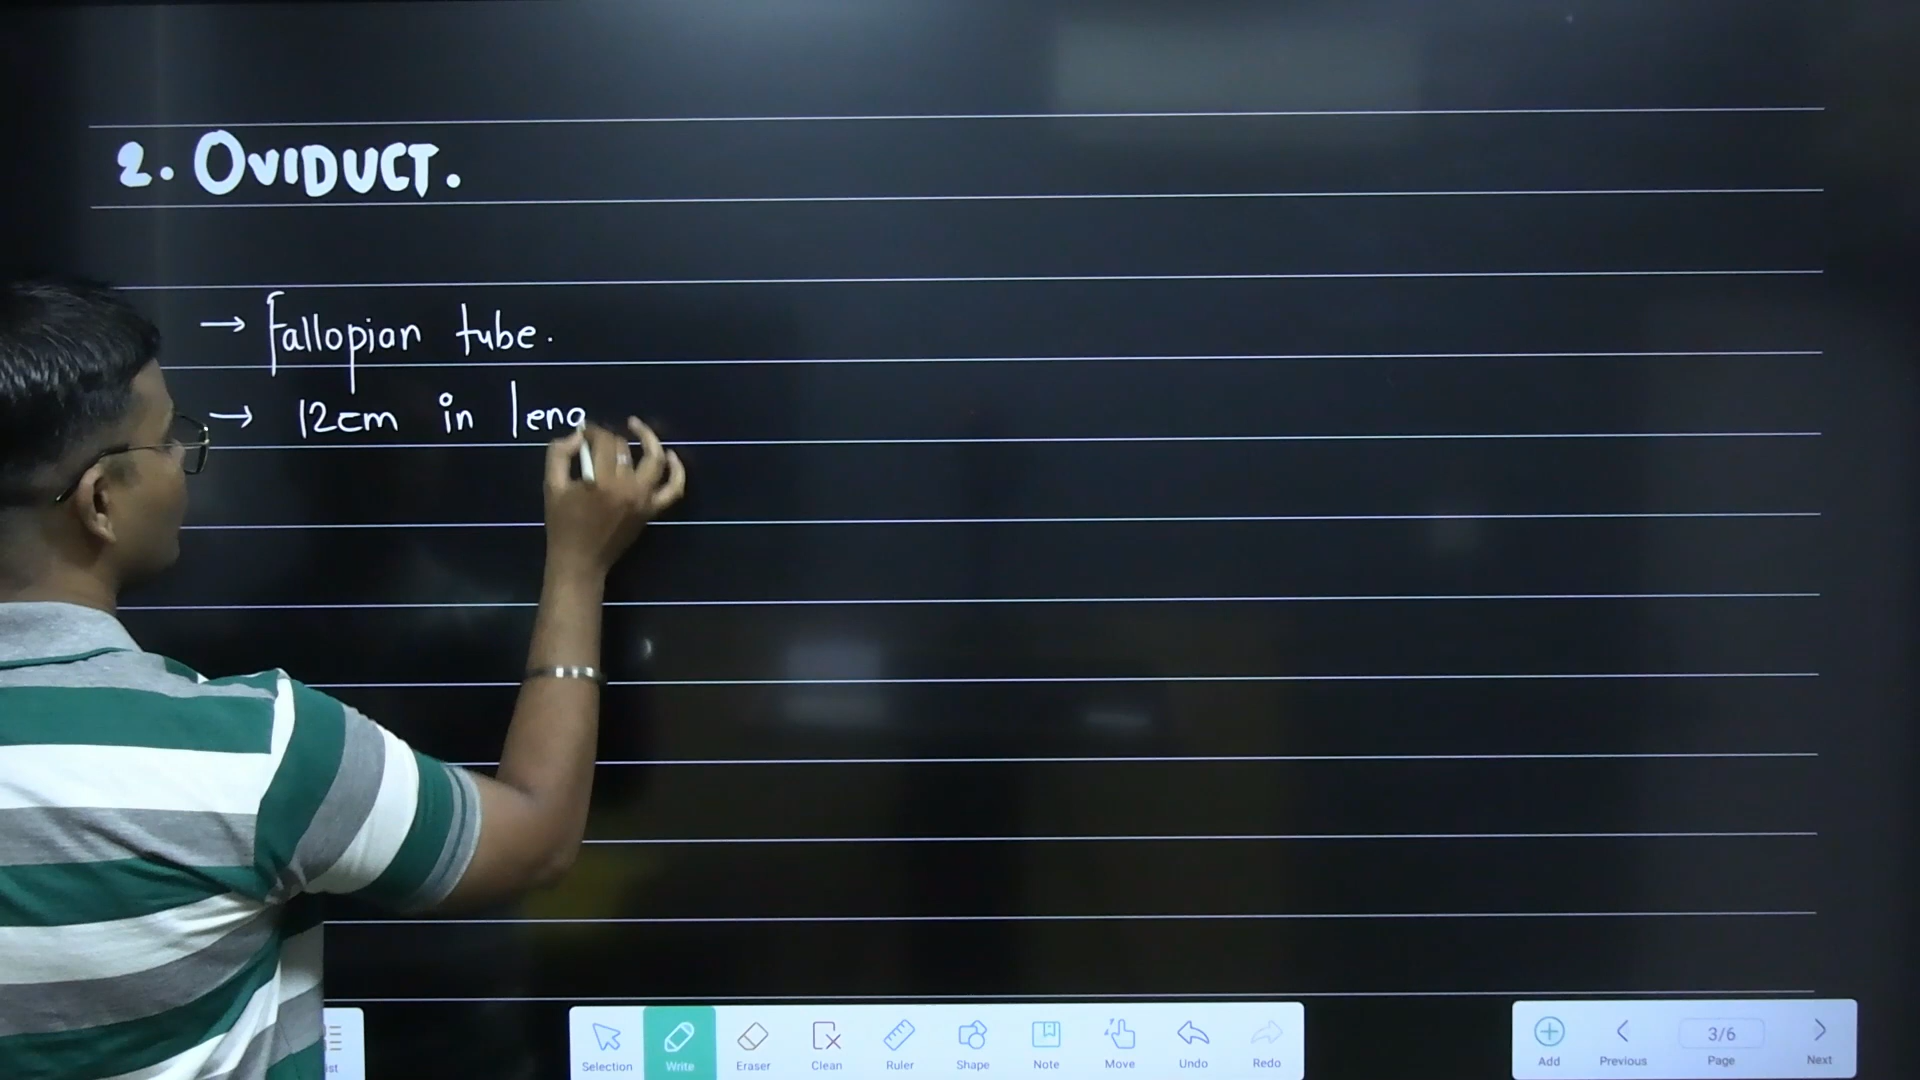 2. OVIDUCT.
→ Fallopian tube.
→ 12cm in leng
Selection Write Eraser Clean Ruler Shape Note Move Undo Redo
Add Previous 3/6 Page Next